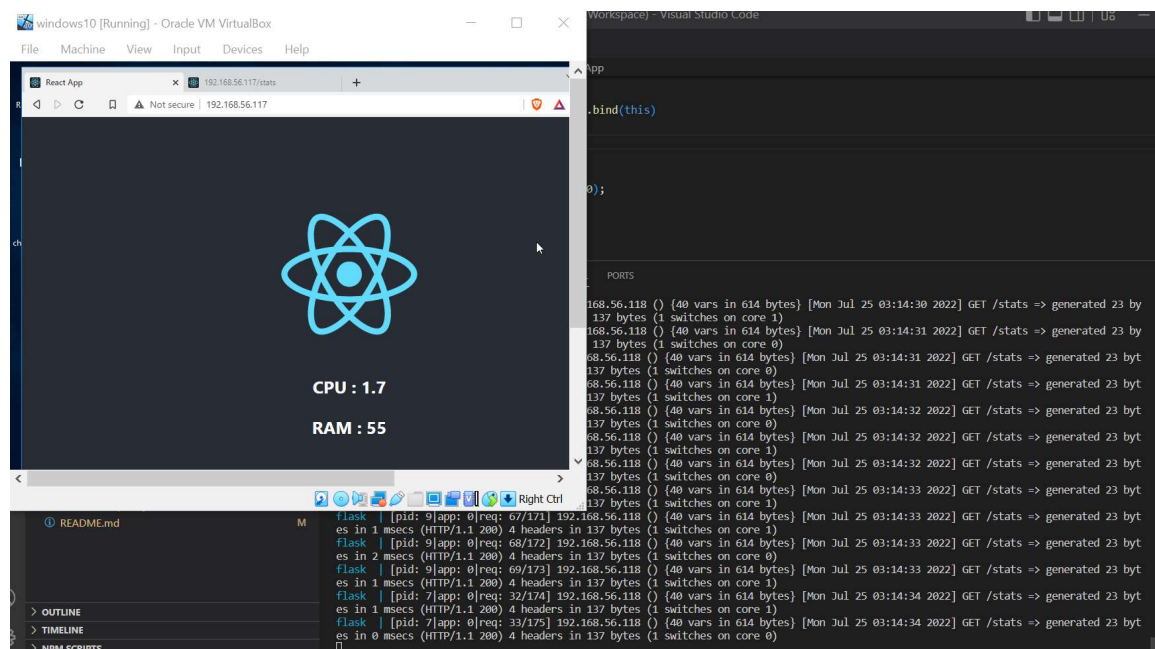 windows10 [Running] - Oracle VM VirtualBox
File Machine View Input Devices Help
React App
192.168.56.117/stats
Not secure 192.168.56.117
CPU : 1.7
RAM : 55
Right Ctrl
Workspace) - Visual Studio Code
App
.bind(this)
0);
PORTS
168.56.118 () {40 vars in 614 bytes} [Mon Jul 25 03:14:30 2022] GET /stats => generated 23 by
137 bytes (1 switches on core 1)
168.56.118 () {40 vars in 614 bytes} [Mon Jul 25 03:14:31 2022] GET /stats => generated 23 by
137 bytes (1 switches on core 0)
68.56.118 () {40 vars in 614 bytes} [Mon Jul 25 03:14:31 2022] GET /stats => generated 23 byt
137 bytes (1 switches on core 0)
68.56.118 () {40 vars in 614 bytes} [Mon Jul 25 03:14:31 2022] GET /stats => generated 23 byt
137 bytes (1 switches on core 1)
68.56.118 () {40 vars in 614 bytes} [Mon Jul 25 03:14:32 2022] GET /stats => generated 23 byt
137 bytes (1 switches on core 0)
68.56.118 () {40 vars in 614 bytes} [Mon Jul 25 03:14:32 2022] GET /stats => generated 23 byt
137 bytes (1 switches on core 1)
68.56.118 () {40 vars in 614 bytes} [Mon Jul 25 03:14:32 2022] GET /stats => generated 23 byt
137 bytes (1 switches on core 0)
68.56.118 () {40 vars in 614 bytes} [Mon Jul 25 03:14:33 2022] GET /stats => generated 23 byt
137 bytes (1 switches on core 1)
flask | [pid: 9|app: 0|req: 67/171] 192.168.56.118 () {40 vars in 614 bytes} [Mon Jul 25 03:14:33 2022] GET /stats => generated 23 byt
es in 1 msecs (HTTP/1.1 200) 4 headers in 137 bytes (1 switches on core 1)
flask | [pid: 9|app: 0|req: 68/172] 192.168.56.118 () {40 vars in 614 bytes} [Mon Jul 25 03:14:33 2022] GET /stats => generated 23 byt
es in 2 msecs (HTTP/1.1 200) 4 headers in 137 bytes (1 switches on core 0)
flask | [pid: 9|app: 0|req: 69/173] 192.168.56.118 () {40 vars in 614 bytes} [Mon Jul 25 03:14:33 2022] GET /stats => generated 23 byt
es in 1 msecs (HTTP/1.1 200) 4 headers in 137 bytes (1 switches on core 1)
flask | [pid: 7|app: 0|req: 32/174] 192.168.56.118 () {40 vars in 614 bytes} [Mon Jul 25 03:14:34 2022] GET /stats => generated 23 byt
es in 1 msecs (HTTP/1.1 200) 4 headers in 137 bytes (1 switches on core 1)
flask | [pid: 7|app: 0|req: 33/175] 192.168.56.118 () {40 vars in 614 bytes} [Mon Jul 25 03:14:34 2022] GET /stats => generated 23 byt
es in 0 msecs (HTTP/1.1 200) 4 headers in 137 bytes (1 switches on core 0)
README.md M
OUTLINE
TIMELINE
NPM SCRIPTS